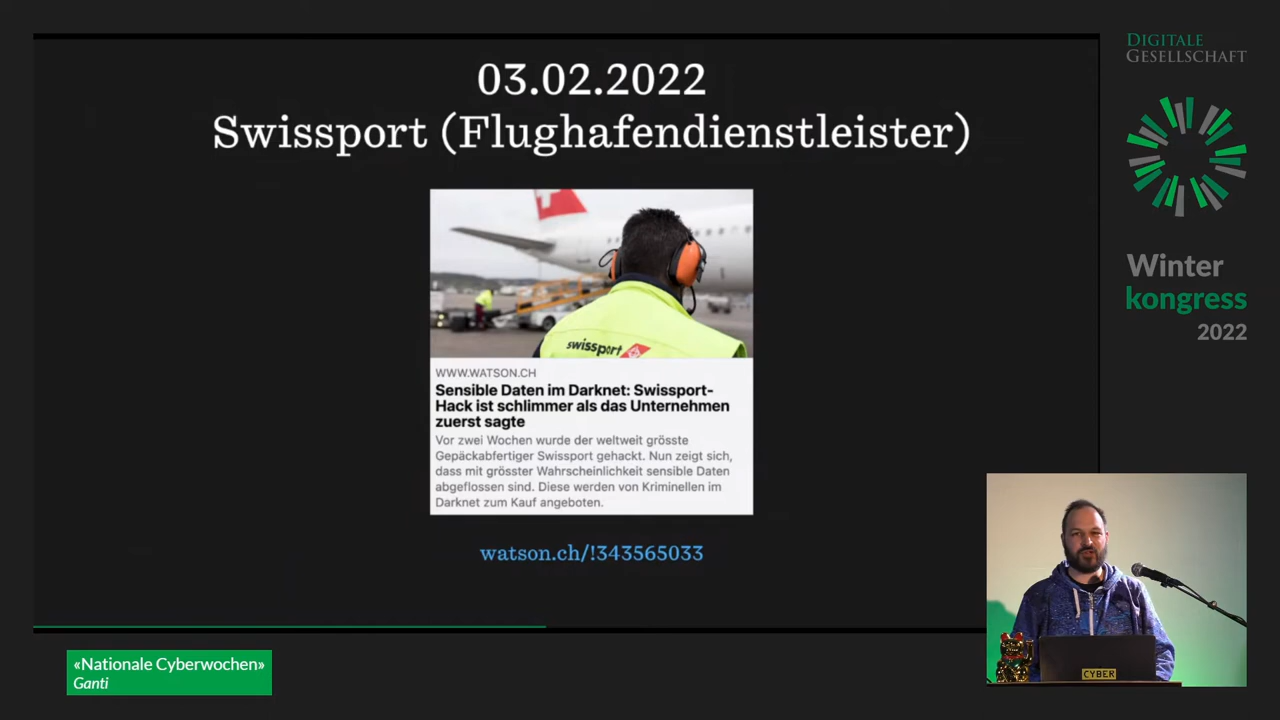 03.02.2022
Swissport (Flughafendienstleister)
swissport
WWW.WATSON.CH
Sensible Daten im Darknet: Swissport-
Hack ist schlimmer als das Unternehmen
zuerst sagte
Vor zwei Wochen wurde der weltweit grösste
Gepäckabfertiger Swissport gehackt. Nun zeigt sich,
dass mit grösster Wahrscheinlichkeit sensible Daten
abgeflossen sind. Diese werden von Kriminellen im
Darknet zum Kauf angeboten.
watson.ch/!343565033
DIGITALE
GESELLSCHAFT
Winter
kongress
2022
CYBER
«Nationale Cyberwochen»
Ganti